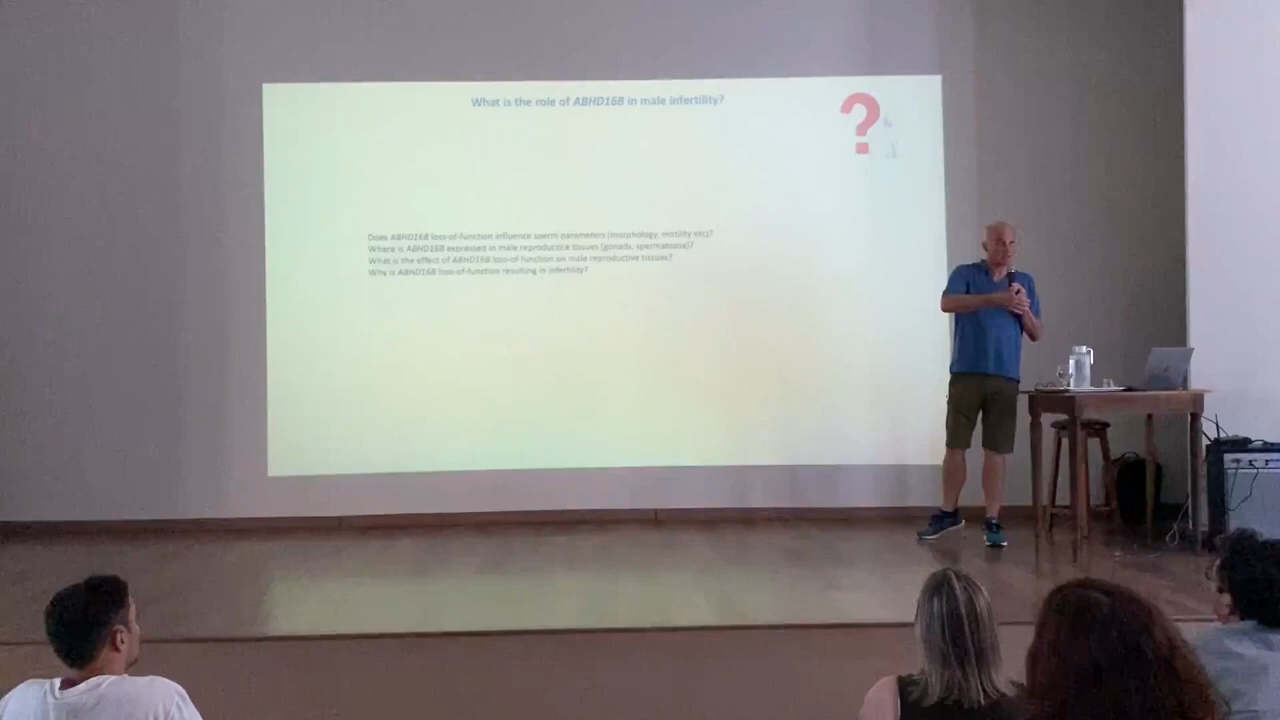 What is the role of ABHD16B in male infertility?
?
Does ABHD16B loss-of-function influence sperm parameters (morphology, motility etc)?
Where is ABHD16B expressed in male reproductive tissues (gonads, spermatozoa)?
What is the effect of ABHD16B loss-of-function on male reproductive tissues?
Why is ABHD16B loss-of-function resulting in infertility?